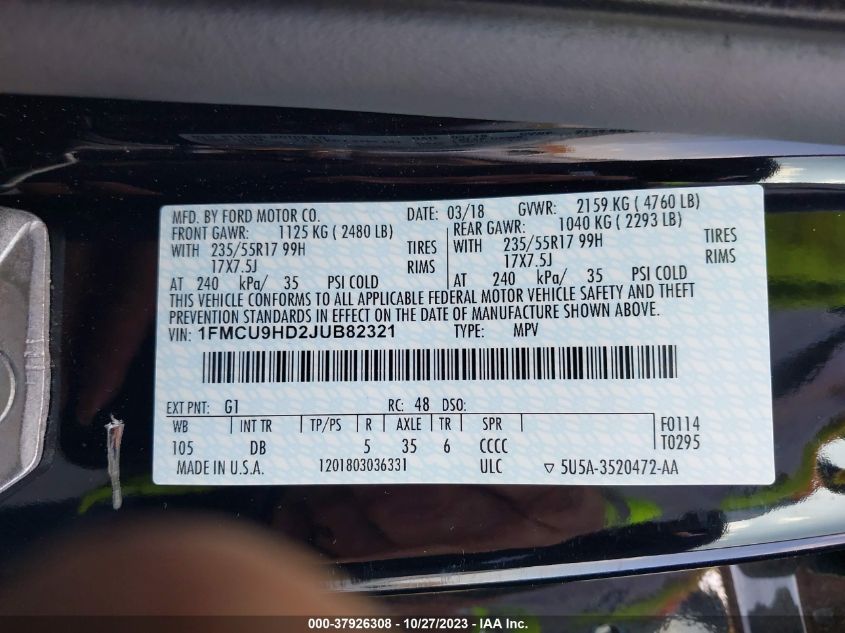 MFD. BY FORD MOTOR CO. DATE: 03/18 GVWR: 2159 KG ( 4760 LB)
FRONT GAWR: 1125 KG ( 2480 LB) REAR GAWR: 1040 KG ( 2293 LB)
WITH 235/55R17 99H TIRES WITH 235/55R17 99H TIRES
17X7.5J RIMS 17X7.5J RIMS
AT 240 kPa/ 35 PSI COLD AT 240 kPa/ 35 PSI COLD
THIS VEHICLE CONFORMS TO ALL APPLICABLE FEDERAL MOTOR VEHICLE SAFETY AND THEFT
PREVENTION STANDARDS IN EFFECT ON THE DATE OF MANUFACTURE SHOWN ABOVE.
VIN: 1FMCU9HD2JUB82321 TYPE: MPV
EXT PNT: G1 RC: 48 DSO:
WB INT TR TP/PS R AXLE TR SPR F0114
105 DB 5 35 6 CCCC T0295
MADE IN U.S.A. 1201803036331 ULC ▽ 5U5A-3520472-AA
000-37926308 - 10/27/2023 - © IAA Inc.